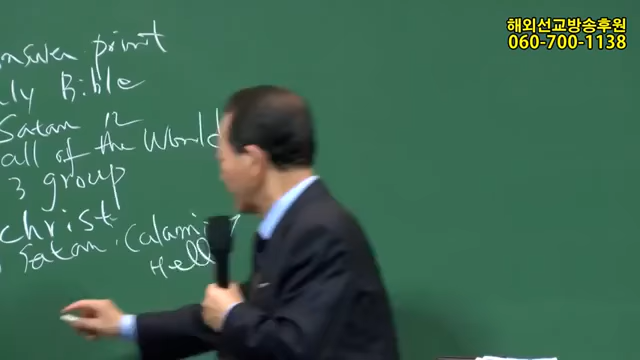 해외선교방송후원
060-700-1138
answer print
ly Bible
Satan 12
all of the World
3 group
christ
Satan. Calami
Hell